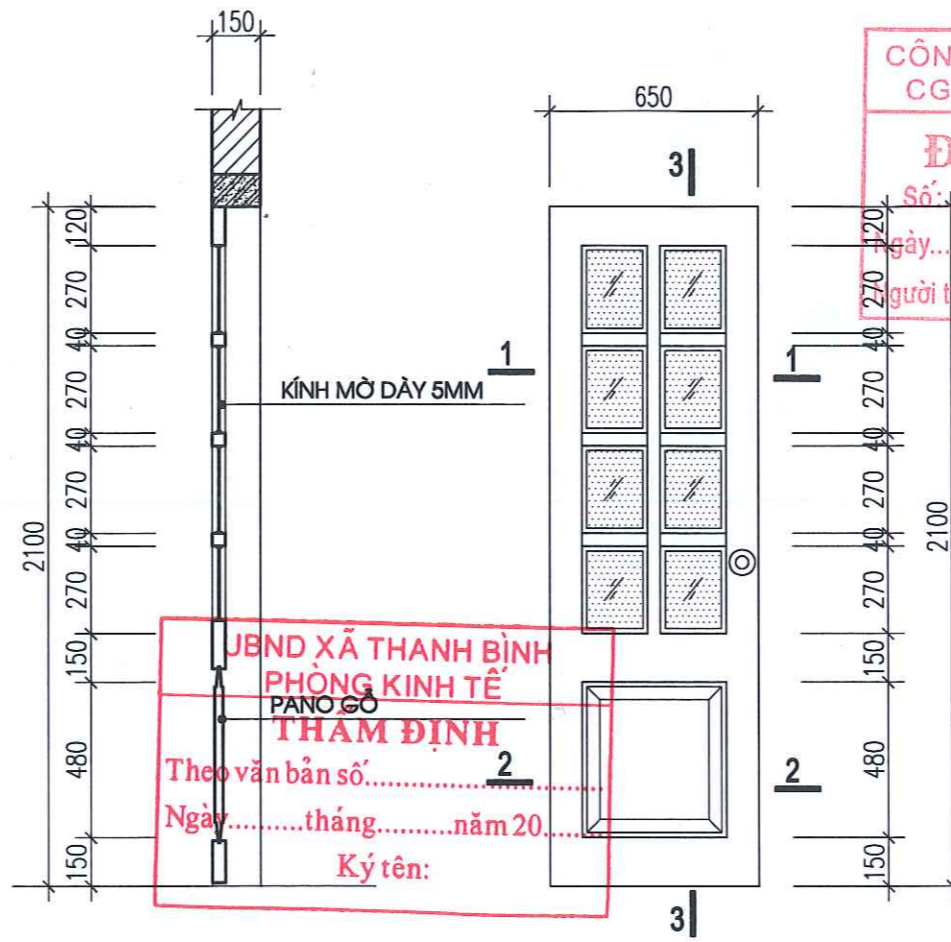 150
650
CÔN
CG
Đ
Số:
Ngày...
Người t
3
3
1
1
2
2
KÍNH MỜ DÀY 5MM
PANO GỖ
2100
120
270
40
270
40
270
40
270
150
480
150
120
270
40
270
40
270
40
270
150
480
150
2100
UBND XÃ THANH BÌNH
PHÒNG KINH TẾ
THẨM ĐỊNH
Theo văn bản số..............................
Ngày.........tháng..........năm 20.......
Ký tên: